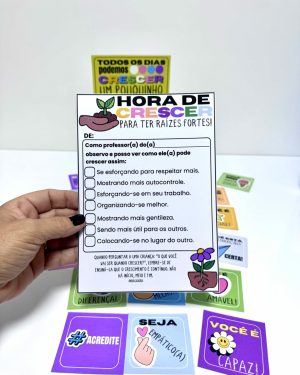 TODOS OS DIAS
podemos
CRESCER
UM POUQUINHO
HORA DE
CRESCER
PARA TER RAÍZES FORTES!
DE:
Como professor(a) do(a)
observo e posso ver como ele(a) pode
crescer assim:
Se esforçando para respeitar mais.
Mostrando mais autocontrole.
Esforçando-se em seu trabalho.
Organizando-se melhor.
Mostrando mais gentileza.
Sendo mais útil para os outros.
Colocando-se no lugar do outro.
QUANDO PERGUNTAR A UMA CRIANÇA: "O QUE VOCÊ
VAI SER QUANDO CRESCER", LEMBRE-SE DE
ENSINÁ-LA QUE O CRESCIMENTO É CONTÍNUO. NÃO
HÁ INÍCIO, MEIO E FIM.
CERTA!
DIFERENÇA!
AMÁVEL!
#
ACREDITE
SEJA
EMPÁTICO(A)
VOCÊ É
CAPAZ!